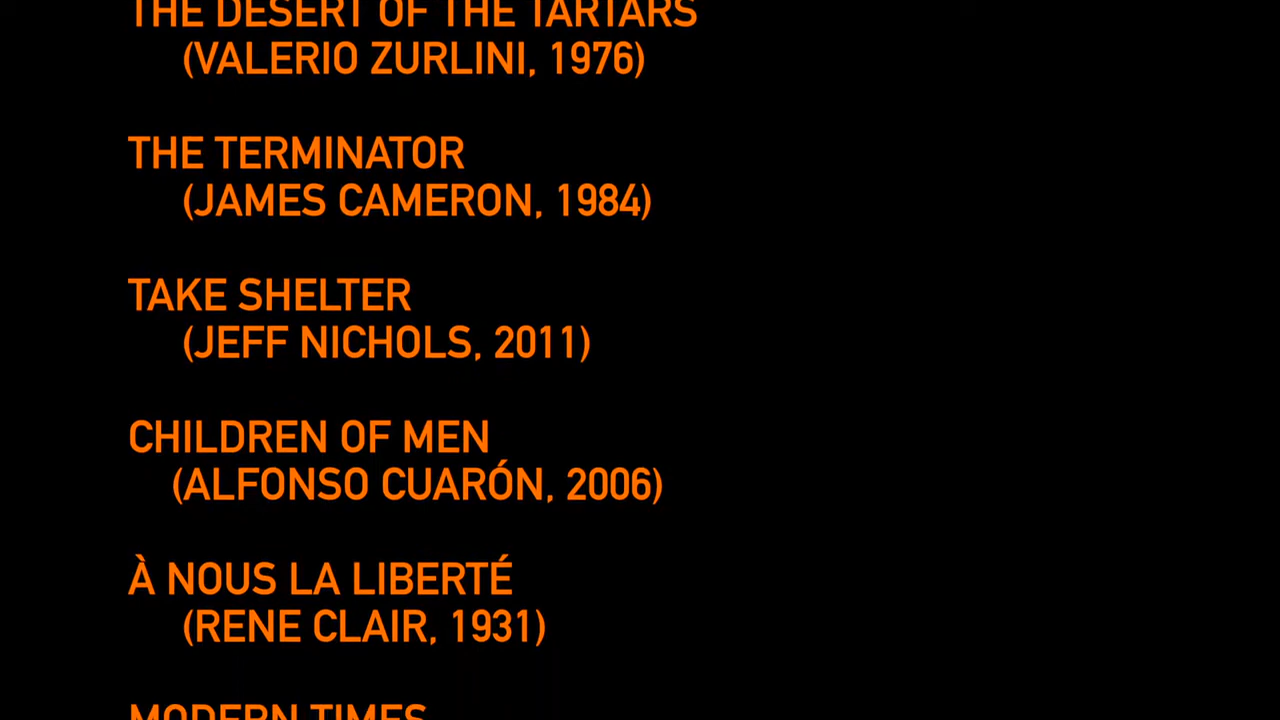 THE DESERT OF THE TARTARS
(VALERIO ZURLINI, 1976)
THE TERMINATOR
(JAMES CAMERON, 1984)
TAKE SHELTER
(JEFF NICHOLS, 2011)
CHILDREN OF MEN
(ALFONSO CUARÓN, 2006)
À NOUS LA LIBERTÉ
(RENE CLAIR, 1931)
MODERN TIMES